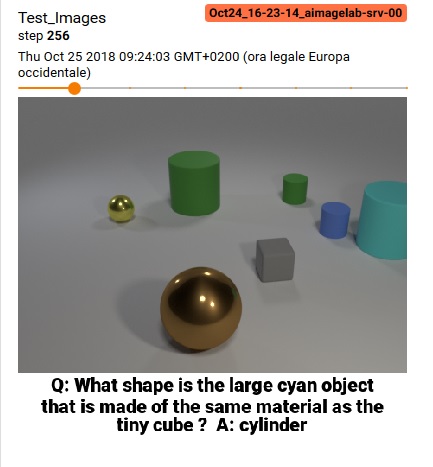 Test_Images
Oct24_16-23-14_aimagelab-srv-00
step 256
Thu Oct 25 2018 09:24:03 GMT+0200 (ora legale Europa
occidentale)
Q: What shape is the large cyan object
that is made of the same material as the
tiny cube ? A: cylinder